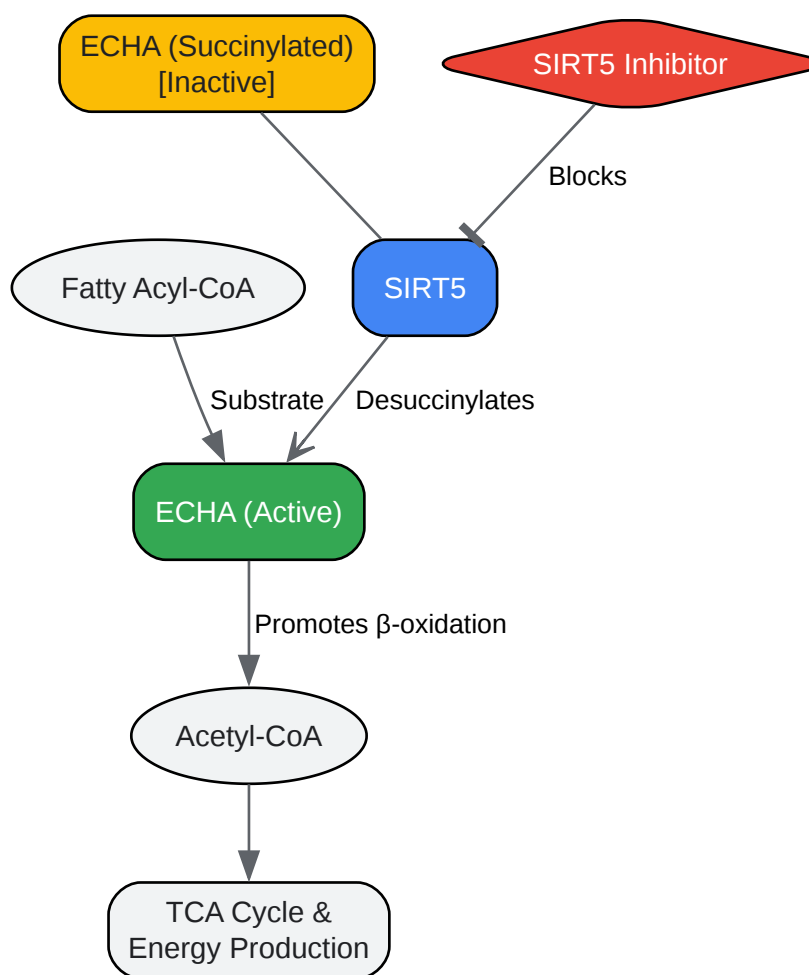 ECHA (Succinylated)
[Inactive]
SIRT5 Inhibitor
Blocks
Fatty Acyl-CoA
SIRT5
Substrate
Desuccinylates
ECHA (Active)
Promotes β-oxidation
Acetyl-CoA
TCA Cycle &
Energy Production